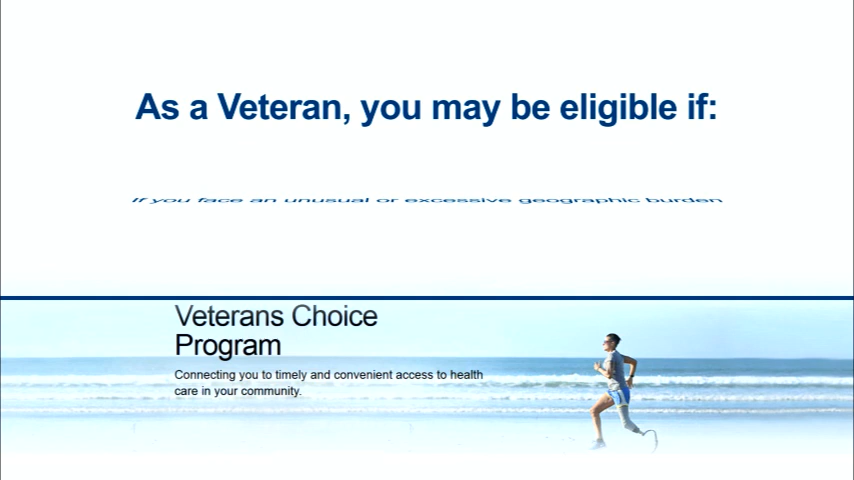 As a Veteran, you may be eligible if:
If you face an unusual or excessive geographic burden
Veterans Choice
Program
Connecting you to timely and convenient access to health
care in your community.